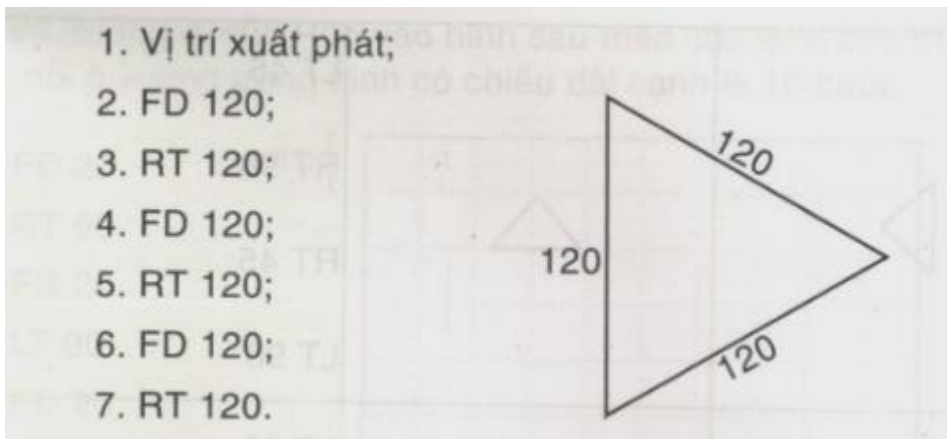 1. Vị trí xuất phát;
2. FD 120;
3. RT 120;
4. FD 120;
5. RT 120;
6. FD 120;
7. RT 120.
120
120
120